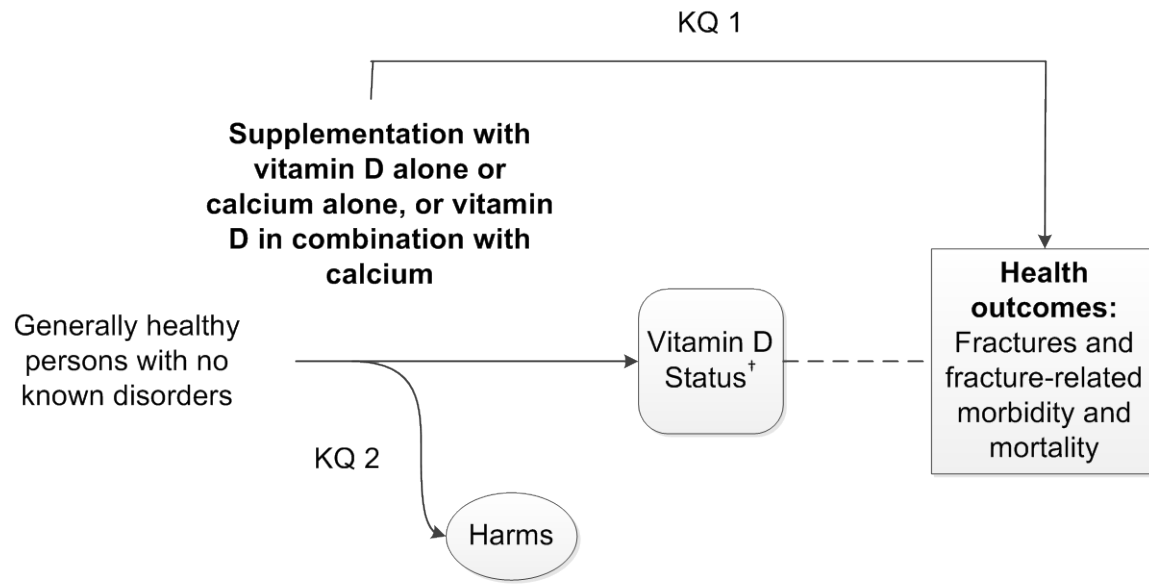 KQ 1
Supplementation with
vitamin D alone or
calcium alone, or vitamin
D in combination with
calcium
Generally healthy
persons with no
known disorders
Vitamin D
Status†
Health
outcomes:
Fractures and
fracture-related
morbidity and
mortality
KQ 2
Harms